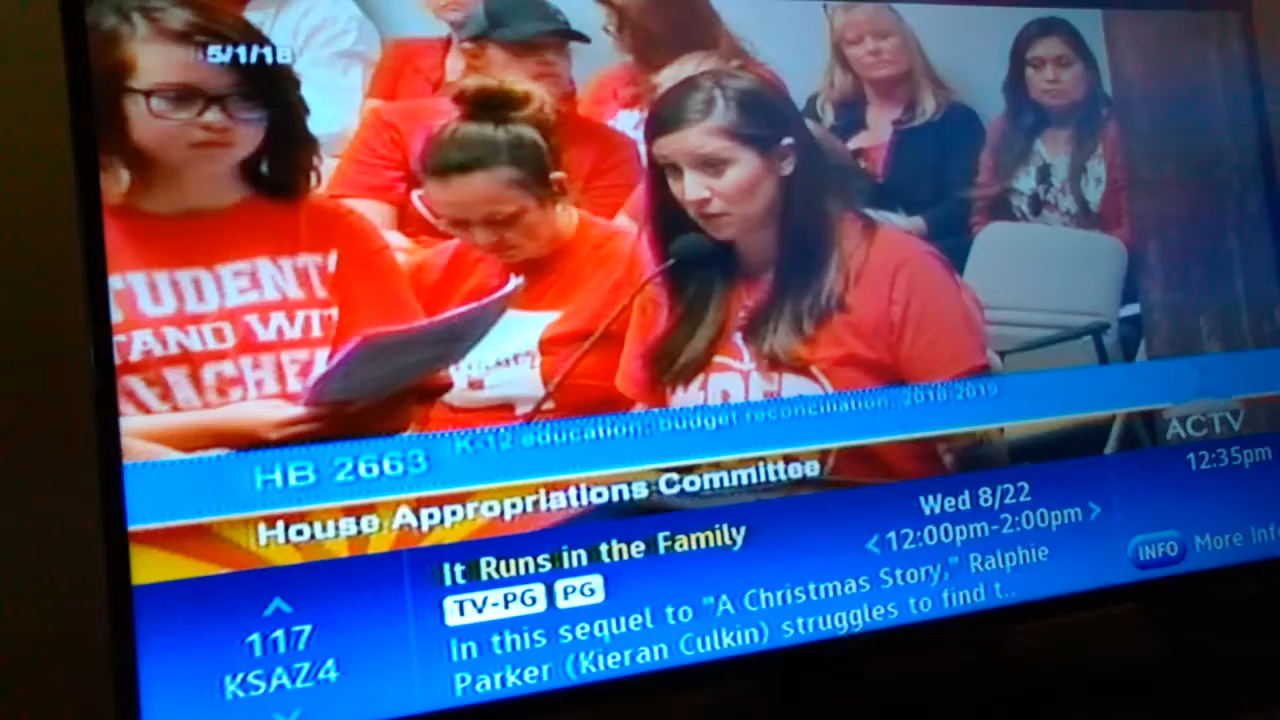 5/1/18
TUDENT
TAND WIT
EACHE
HB 2663
K-12 education; budget reconciliation; 2018-2019
House Appropriations Committee
ACTV
12:35pm
117
KSAZ4
It Runs in the Family
TV-PG PG
Wed 8/22
<12:00pm-2:00pm>
In this sequel to "A Christmas Story," Ralphie
Parker (Kieran Culkin) struggles to find t..
INFO More Inf